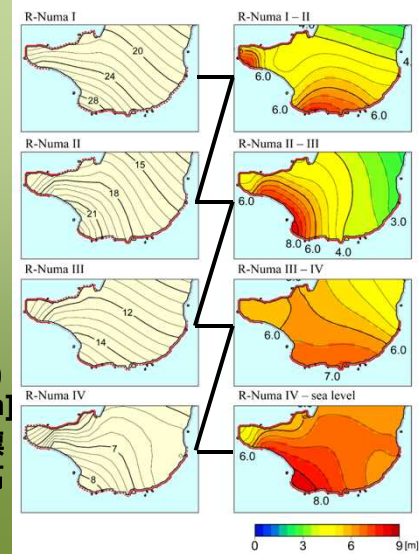 R-Numa I
20
24
28
R-Numa I – II
4.
6.0
6.0
R-Numa II
15
18
21
R-Numa II – III
6.0
3.0
8.0 6.0 4.0
R-Numa III
12
14
R-Numa III – IV
6.0
6.0
7.0
R-Numa IV
7
8
R-Numa IV – sea level
6.0
8.0
0 3 6 9 [m]